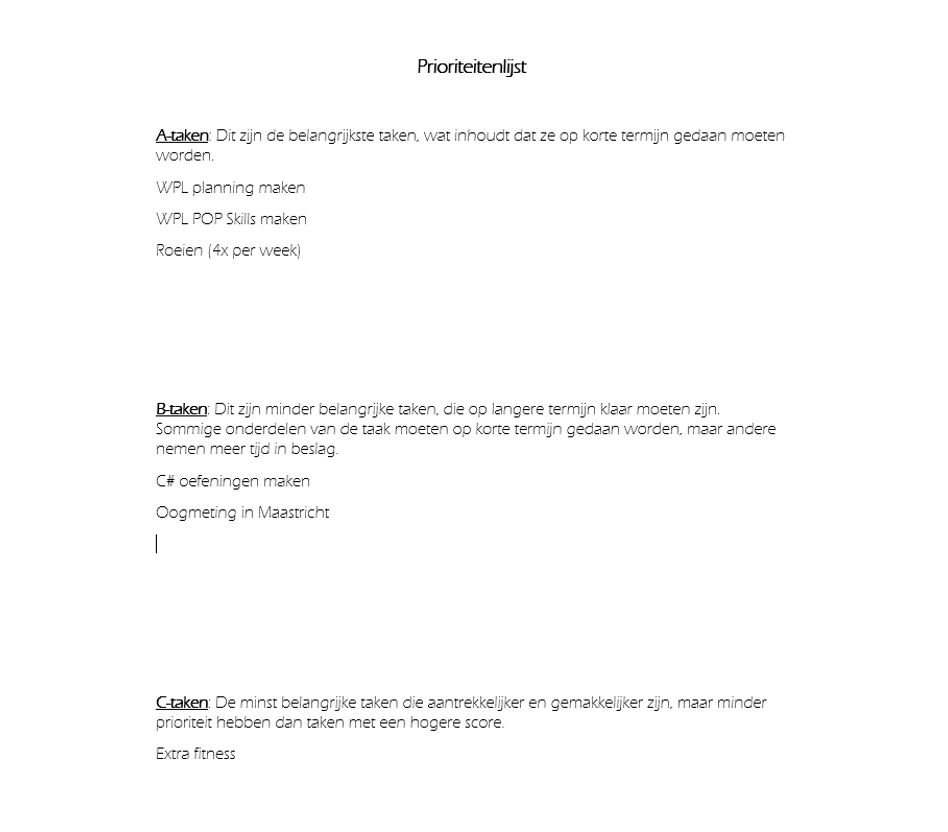 Prioriteitenlijst
A-taken: Dit zijn de belangrijkste taken, wat inhoudt dat ze op korte termijn gedaan moeten
worden.
WPL planning maken
WPL POP Skills maken
Roeien (4x per week)
B-taken: Dit zijn minder belangrijke taken, die op langere termijn klaar moeten zijn.
Sommige onderdelen van de taak moeten op korte termijn gedaan worden, maar andere
nemen meer tijd in beslag.
C# oefeningen maken
Oogmeting in Maastricht
C-taken: De minst belangrijke taken die aantrekkelijker en gemakkelijker zijn, maar minder
prioriteit hebben dan taken met een hogere score.
Extra fitness